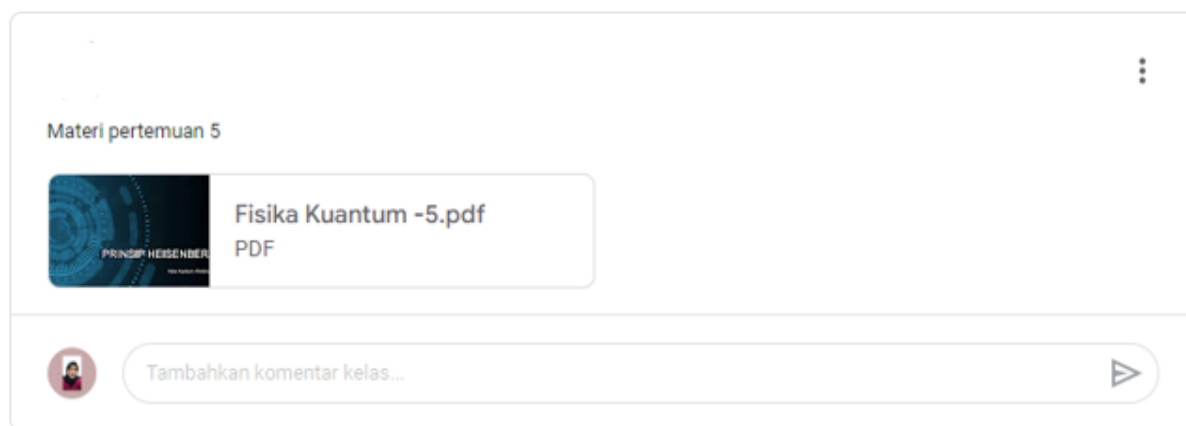 Materi pertemuan 5
Fisika Kuantum -5.pdf
PDF
PRINSIP HEISENBER
Tambahkan komentar kelas...